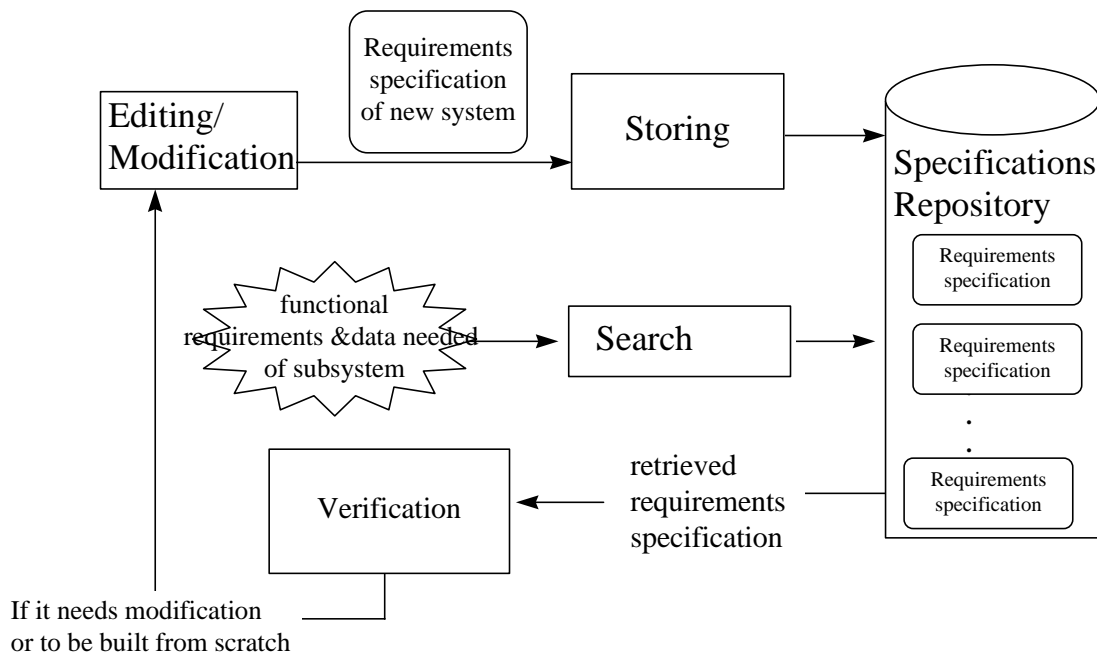 Requirements
specification
of new system
Editing/
Modification
Storing
Specifications
Repository
Requirements
specification
functional
requirements &data needed
of subsystem
Search
Requirements
specification
.
.
Requirements
specification
retrieved
requirements
specification
Verification
If it needs modification
or to be built from scratch